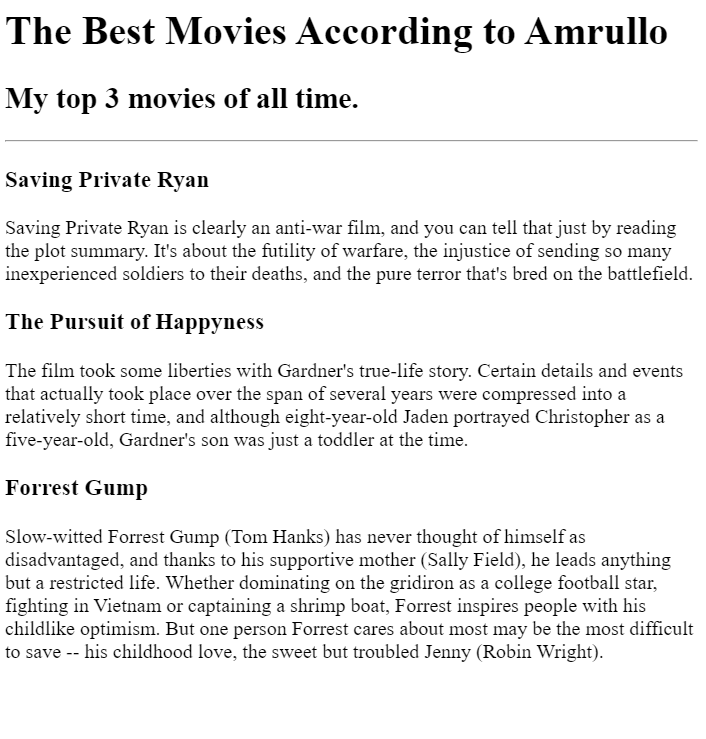 The Best Movies According to Amrullo
My top 3 movies of all time.
Saving Private Ryan
Saving Private Ryan is clearly an anti-war film, and you can tell that just by reading
the plot summary. It's about the futility of warfare, the injustice of sending so many
inexperienced soldiers to their deaths, and the pure terror that's bred on the battlefield.
The Pursuit of Happyness
The film took some liberties with Gardner's true-life story. Certain details and events
that actually took place over the span of several years were compressed into a
relatively short time, and although eight-year-old Jaden portrayed Christopher as a
five-year-old, Gardner's son was just a toddler at the time.
Forrest Gump
Slow-witted Forrest Gump (Tom Hanks) has never thought of himself as
disadvantaged, and thanks to his supportive mother (Sally Field), he leads anything
but a restricted life. Whether dominating on the gridiron as a college football star,
fighting in Vietnam or captaining a shrimp boat, Forrest inspires people with his
childlike optimism. But one person Forrest cares about most may be the most difficult
to save -- his childhood love, the sweet but troubled Jenny (Robin Wright).